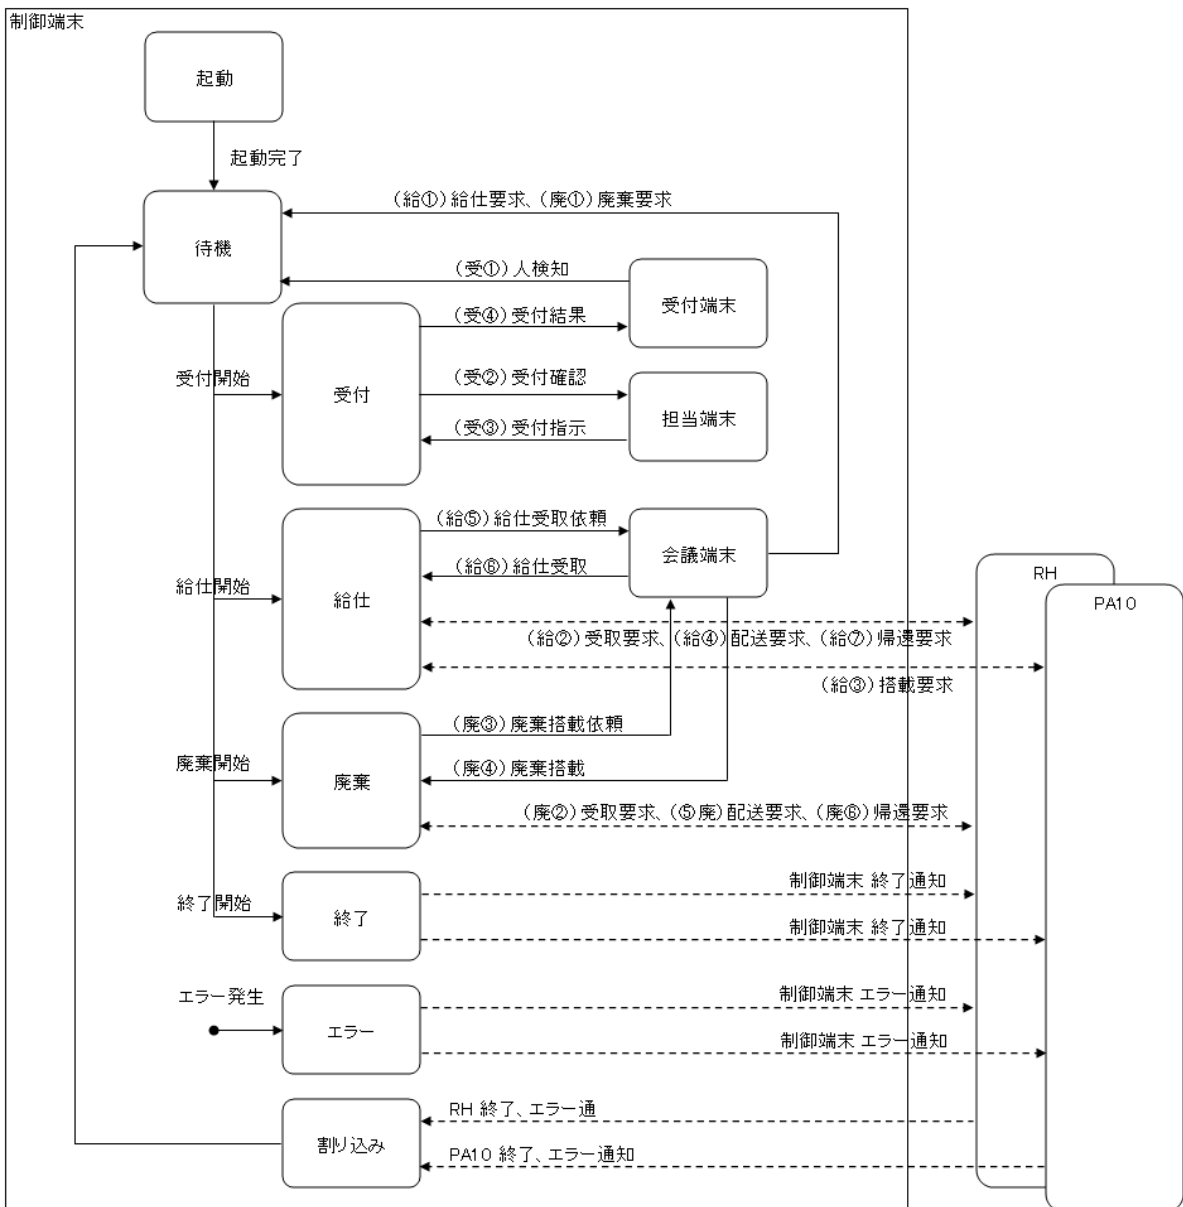 制御端末
起動
起動完了
(給①)給仕要求、(廃①)廃棄要求
待機
(受①)人検知
受付端末
(受④)受付結果
受付開始
受付
(受②)受付確認
担当端末
(受③)受付指示
(給⑤)給仕受取依頼
会議端末
(給⑥)給仕受取
RH
給仕開始
給仕
PA10
(給②)受取要求、(給④)配送要求、(給⑦)帰還要求
(給③)搭載要求
(廃③)廃棄搭載依頼
廃棄開始
廃棄
(廃④)廃棄搭載
(廃②)受取要求、(⑤廃)配送要求、(廃⑥)帰還要求
制御端末 終了通知
終了開始
終了
制御端末 終了通知
エラー発生
制御端末 エラー通知
エラー
制御端末 エラー通知
RH 終了、エラー通
割り込み
PA10 終了、エラー通知